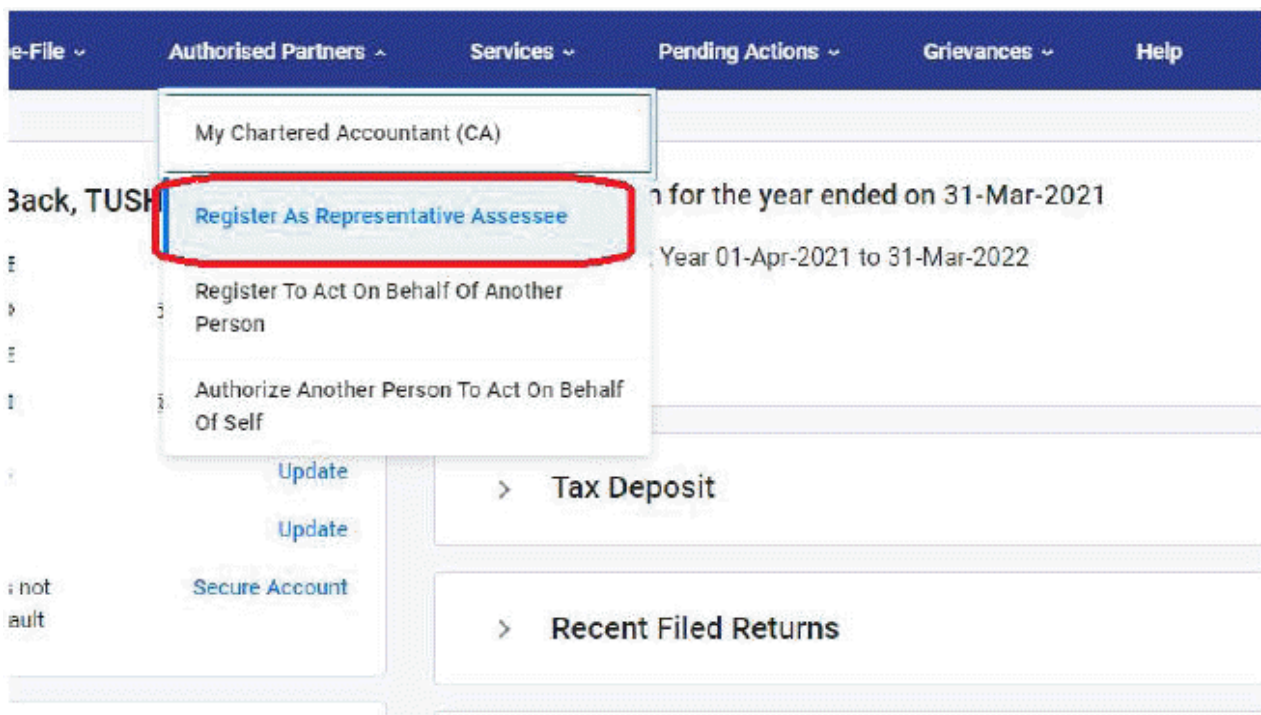 e-File Authorised Partners Services Pending Actions Grievances Help
My Chartered Accountant (CA)
Register As Representative Assessee
Register To Act On Behalf Of Another
Person
Authorize Another Person To Act On Behalf
Of Self
Back, TUSH
for the year ended on 31-Mar-2021
Year 01-Apr-2021 to 31-Mar-2022
Update
Update
not
Secure Account
ault
Tax Deposit
Recent Filed Returns